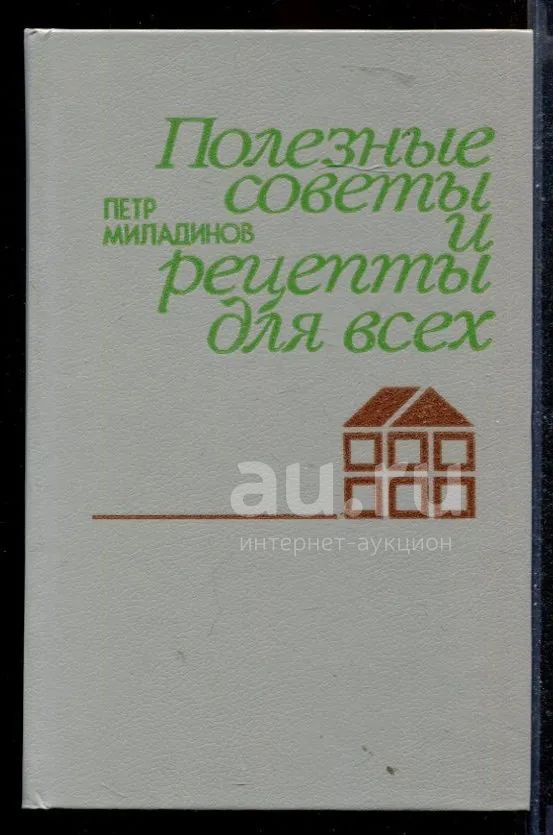 Полезные
советы
и
рецепты
для всех
ПЕТР
МИЛАДИНОВ
au.ru
интернет-аукцион